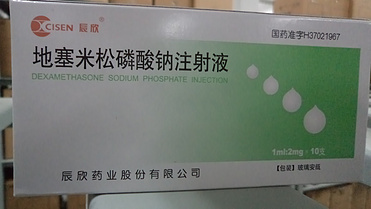 CISEN 辰欣
国药准字H37021967
地塞米松磷酸钠注射液
DEXAMETHASONE SODIUM PHOSPHATE INJECTION
1ml:2mg × 10支
辰欣药业股份有限公司
【包装】玻璃安瓿